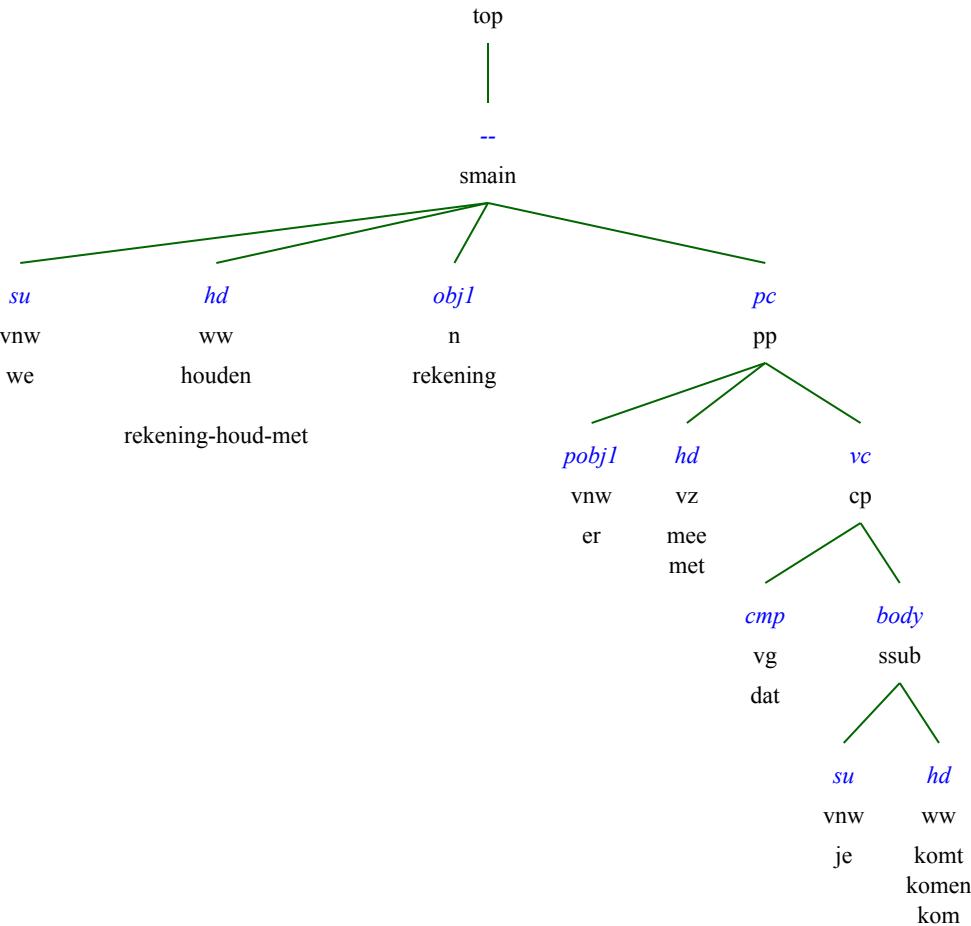 top
--
smain
su hd obj1 pc
vnw ww n pp
we houden rekening
rekening-houd-met
pobj1 hd vc
vnw vz cp
er mee
met
cmp body
vg ssub
dat
su hd
vnw ww
je komt
komen
kom